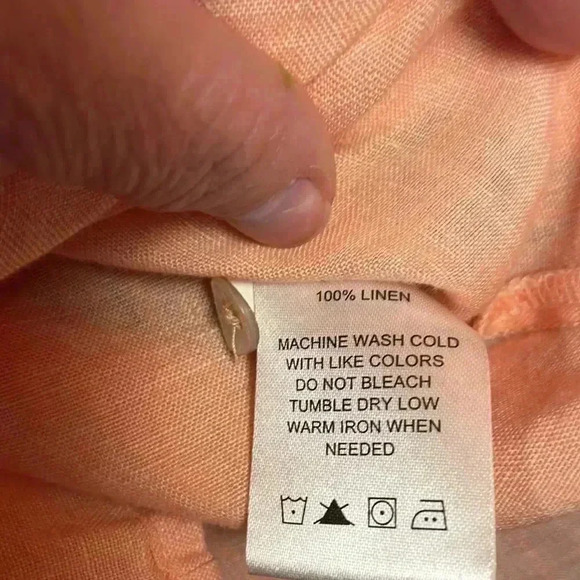 100% LINEN
MACHINE WASH COLD
WITH LIKE COLORS
DO NOT BLEACH
TUMBLE DRY LOW
WARM IRON WHEN
NEEDED